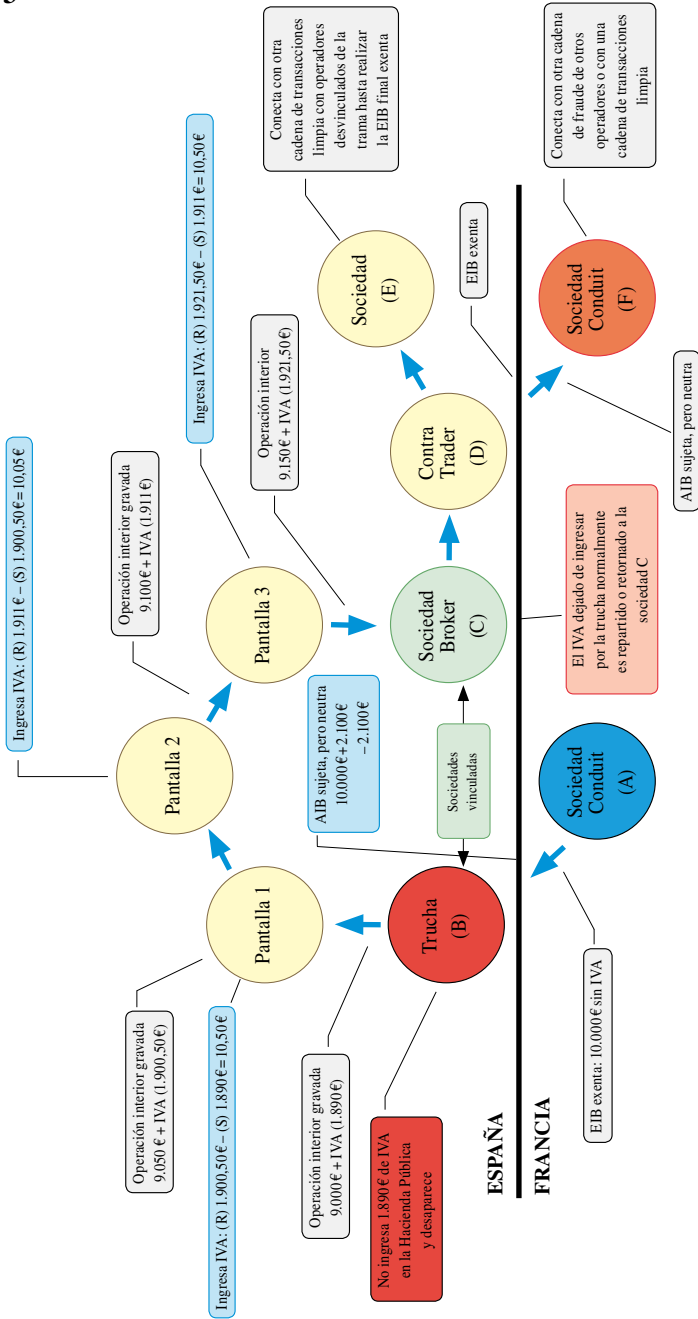 Ingresa IVA: (R) 1.911 € – (S) 1.900,50 € = 10,05 €
Operación interior gravada
9.050 € + IVA (1.900,50 €)
Ingresa IVA: (R) 1.900,50 € – (S) 1.890 € = 10,50 €
Pantalla 1
Pantalla 2
Operación interior gravada
9.100 € + IVA (1.911 €)
Pantalla 3
Ingresa IVA: (R) 1.921,50 € – (S) 1.911 € = 10,50 €
Operación interior gravada
9.000 € + IVA (1.890 €)
AIB sujeta, pero neutra
10.000 € + 2.100 €
– 2.100 €
Operación interior
9.150 € + IVA (1.921,50 €)
Sociedad
(E)
Conecta con otra
cadena de transacciones
limpia con operadores
desvinculados de la
trama hasta realizar
la EIB final exenta
No ingresa 1.890 € de IVA
en la Hacienda Pública
y desaparece
Trucha
(B)
Sociedades
vinculadas
Sociedad
Broker
(C)
Contra
Trader
(D)
EIB exenta
ESPAÑA
FRANCIA
EIB exenta: 10.000 € sin IVA
Sociedad
Conduit
(A)
El IVA dejado de ingresar
por la trucha normalmente
es repartido o retornado a la
sociedad C
AIB sujeta, pero neutra
Sociedad
Conduit
(F)
Conecta con otra cadena
de fraude de otros
operadores o con una
cadena de transacciones
limpia